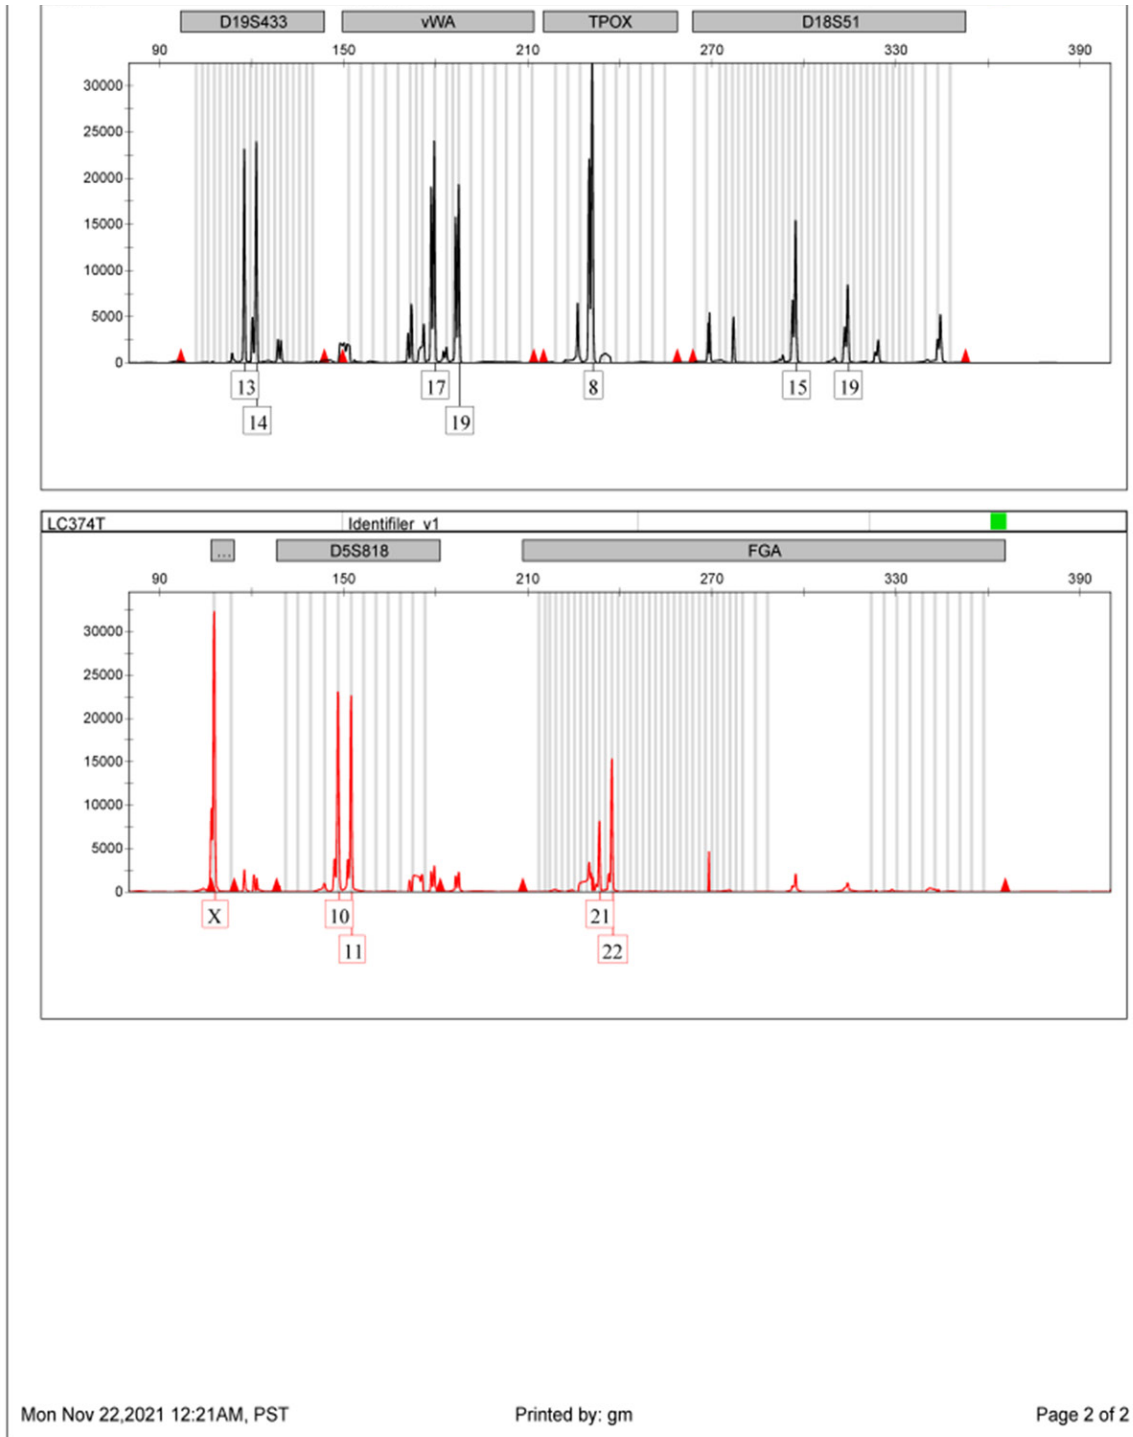 D19S433 vWA TPOX D18S51
90 150 210 270 330 390
30000
25000
20000
15000
10000
5000
0
13 17 8 15 19
14 19
LC374T Identifiler_v1
... D5S818 FGA
90 150 210 270 330 390
30000
25000
20000
15000
10000
5000
0
X 10 21
11 22
Mon Nov 22,2021 12:21AM, PST Printed by: gm Page 2 of 2